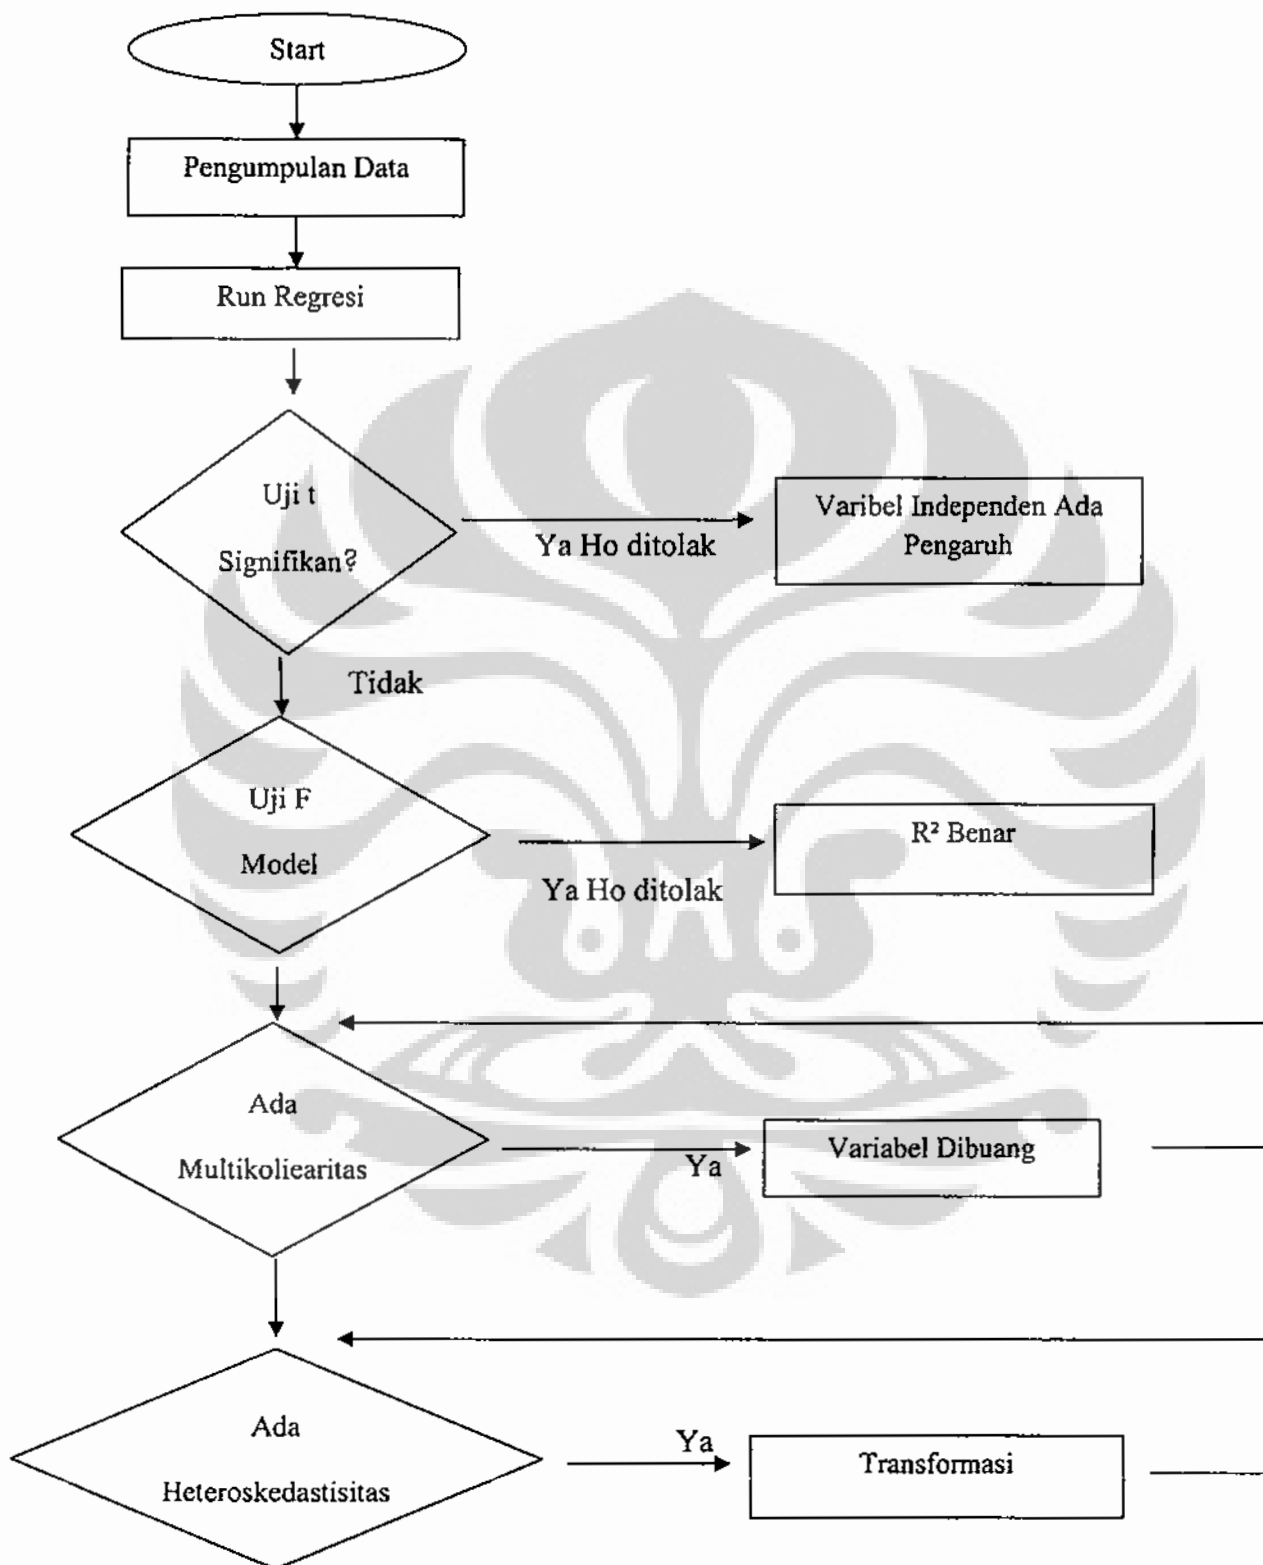 Start
Pengumpulan Data
Run Regresi
Uji t
Signifikan?
Ya Ho ditolak
Varibel Independen Ada
Pengaruh
Tidak
Uji F
Model
Ya Ho ditolak
R² Benar
Ada
Multikoliearitas
Ya
Variabel Dibuang
Ada
Heteroskedastisitas
Ya
Transformasi